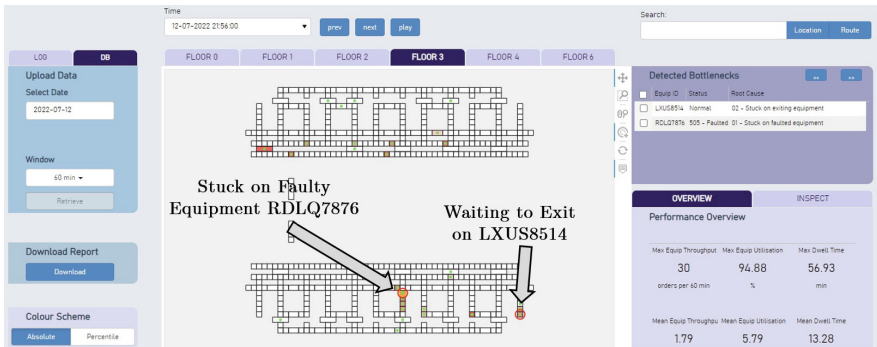 Time
12-07-2022 21:56:00
prev
next
play
Search:
Location
Route
LOG
DB
Upload Data
Select Date
2022-07-12
Window
60 min
Retrieve
Download Report
Download
Colour Scheme
Absolute
Percentile
FLOOR 0
FLOOR 1
FLOOR 2
FLOOR 3
FLOOR 4
FLOOR 6
Stuck on Faulty
Equipment RDLQ7876
Waiting to Exit
on LXUS8514
Detected Bottlenecks
Equip ID Status Root Cause
LXUS8514 Normal 02 - Stuck on exiting equipment
RDLQ7876 505 - Faulted 01 - Stuck on faulted equipment
OVERVIEW
INSPECT
Performance Overview
Max Equip Throughput Max Equip Utilisation Max Dwell Time
30 94.88 56.93
orders per 60 min % min
Mean Equip Throughpu Mean Equip Utilisation Mean Dwell Time
1.79 5.79 13.28